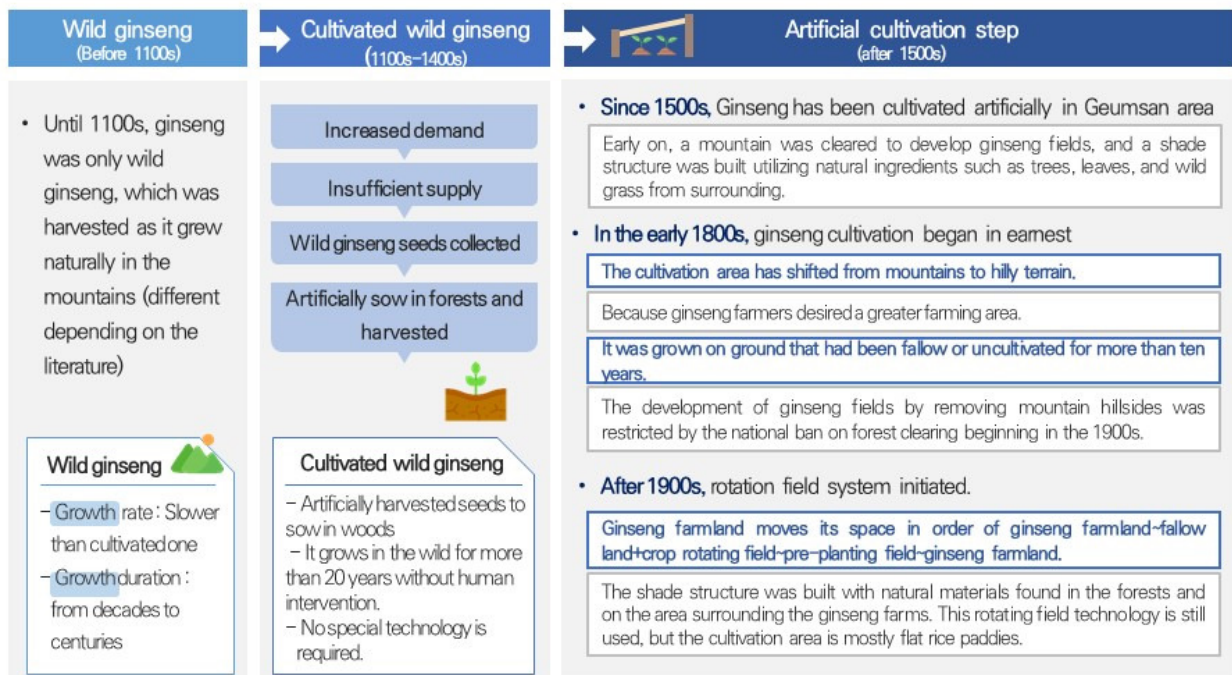 Wild ginseng
(Before 1100s)
Cultivated wild ginseng
(1100s-1400s)
Artificial cultivation step
(after 1500s)
• Until 1100s, ginseng
was only wild
ginseng, which was
harvested as it grew
naturally in the
mountains (different
depending on the
literature)
Wild ginseng
- Growth rate : Slower
than cultivated one
- Growth duration :
from decades to
centuries
Increased demand
Insufficient supply
Wild ginseng seeds collected
Artificially sow in forests and
harvested
Cultivated wild ginseng
- Artificially harvested seeds to
sow in woods
- It grows in the wild for more
than 20 years without human
intervention.
- No special technology is
required.
• Since 1500s, Ginseng has been cultivated artificially in Geumsan area
Early on, a mountain was cleared to develop ginseng fields, and a shade
structure was built utilizing natural ingredients such as trees, leaves, and wild
grass from surrounding.
• In the early 1800s, ginseng cultivation began in earnest
The cultivation area has shifted from mountains to hilly terrain.
Because ginseng farmers desired a greater farming area.
It was grown on ground that had been fallow or uncultivated for more than ten
years.
The development of ginseng fields by removing mountain hillsides was
restricted by the national ban on forest clearing beginning in the 1900s.
• After 1900s, rotation field system initiated.
Ginseng farmland moves its space in order of ginseng farmland~fallow
land+crop rotating field~pre-planting field~ginseng farmland.
The shade structure was built with natural materials found in the forests and
on the area surrounding the ginseng farms. This rotating field technology is still
used, but the cultivation area is mostly flat rice paddies.